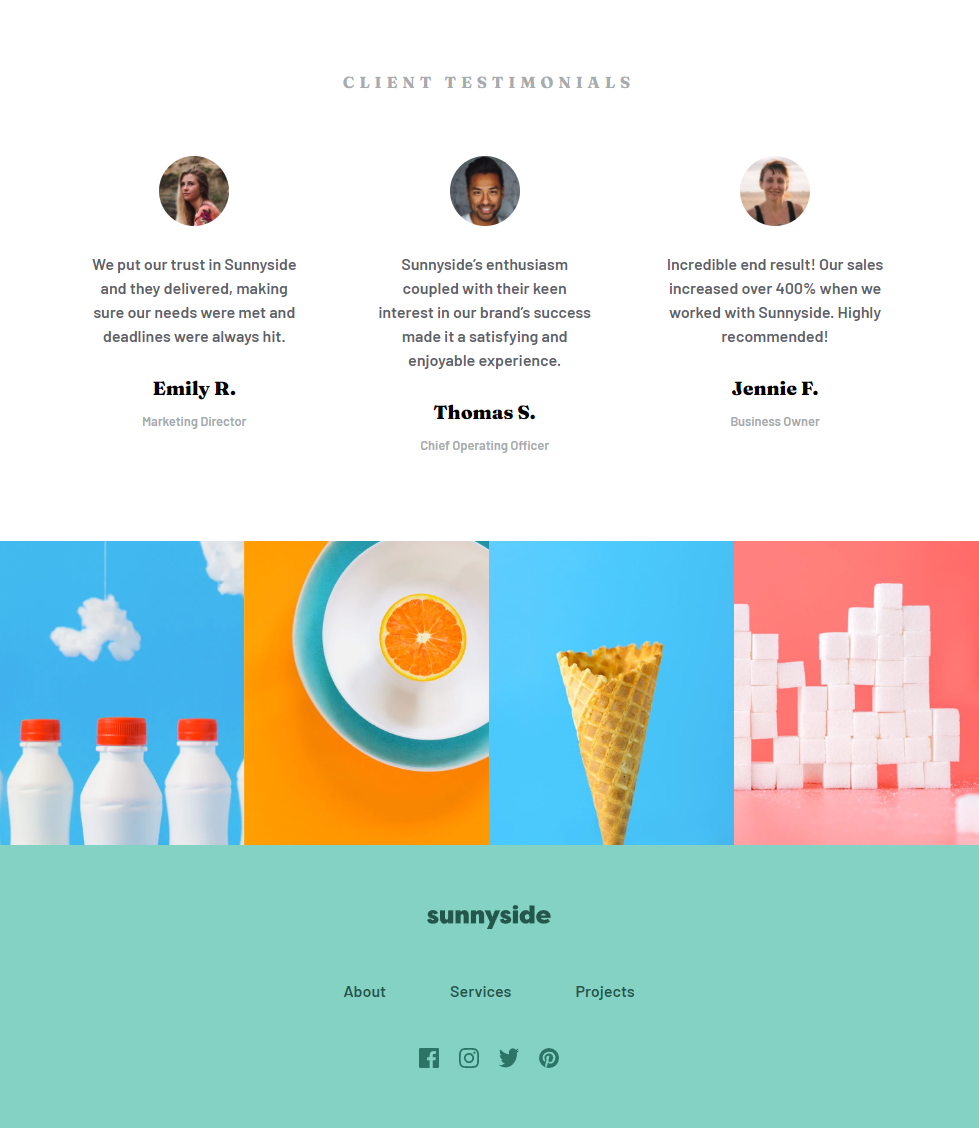 CLIENT TESTIMONIALS
We put our trust in Sunnyside
and they delivered, making
sure our needs were met and
deadlines were always hit.
Emily R.
Marketing Director
Sunnyside’s enthusiasm
coupled with their keen
interest in our brand’s success
made it a satisfying and
enjoyable experience.
Thomas S.
Chief Operating Officer
Incredible end result! Our sales
increased over 400% when we
worked with Sunnyside. Highly
recommended!
Jennie F.
Business Owner
sunnyside
About Services Projects